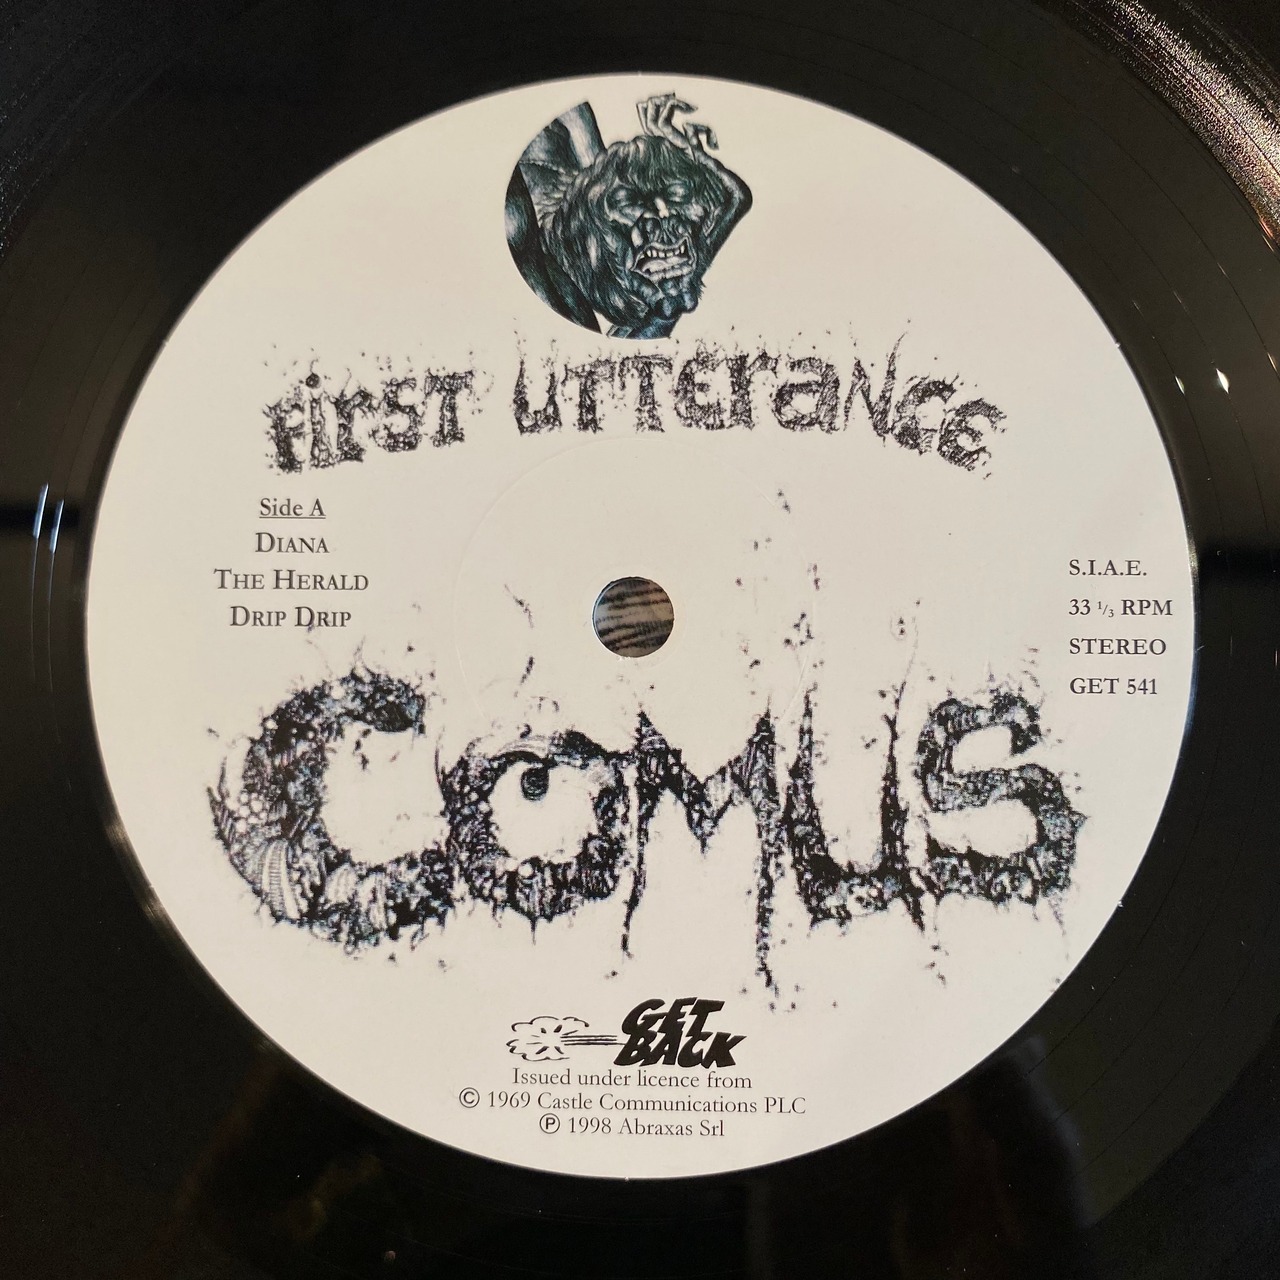 First Utterance
Side A
Diana
The Herald
Drip Drip
S.I.A.E.
33 1/3 RPM
STEREO
GET 541
Comus
GET
BACK
Issued under licence from
© 1969 Castle Communications PLC
℗ 1998 Abraxas Srl